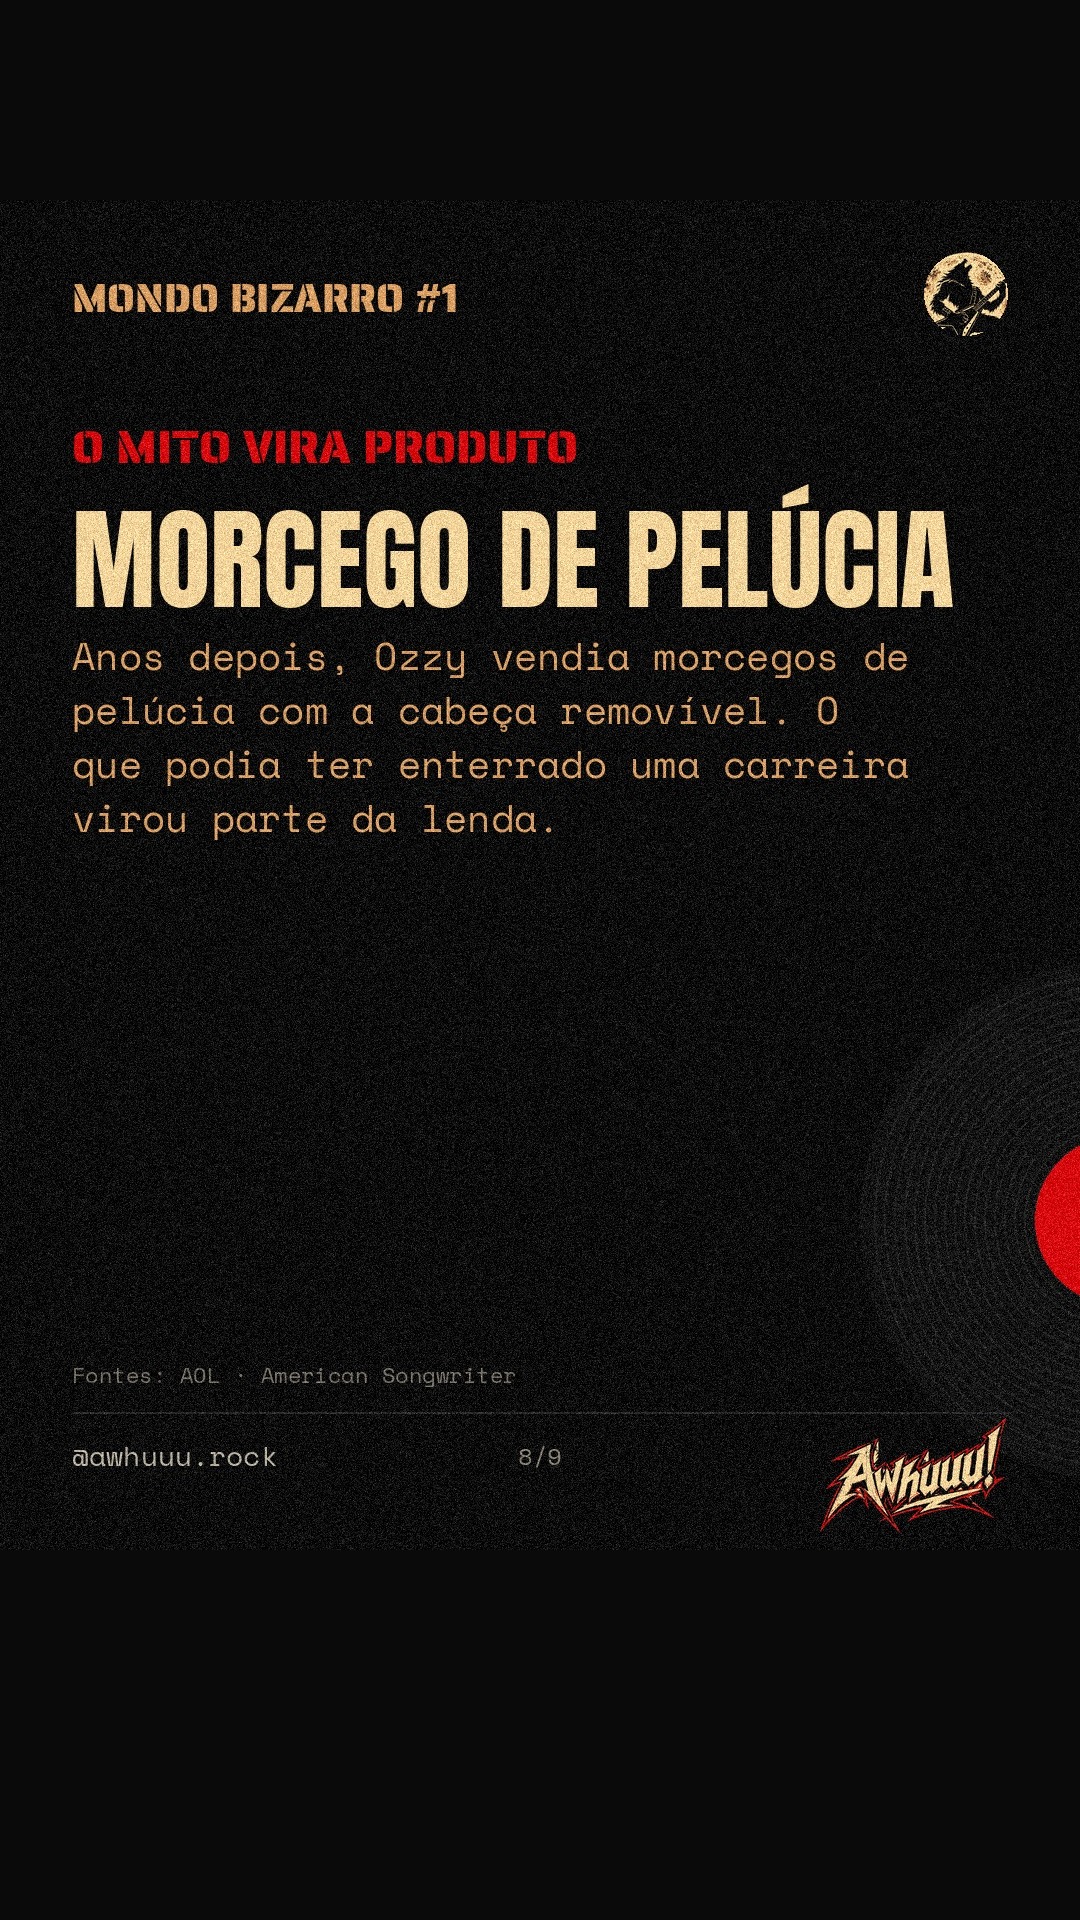 MONDO BIZARRO #1
O MITO VIRA PRODUTO
MORCEGO DE PELÚCIA
Anos depois, Ozzy vendia morcegos de
pelúcia com a cabeça removível. O
que podia ter enterrado uma carreira
virou parte da lenda.
Fontes: AOL · American Songwriter
@awhuuu.rock
8/9
Awhuuu!